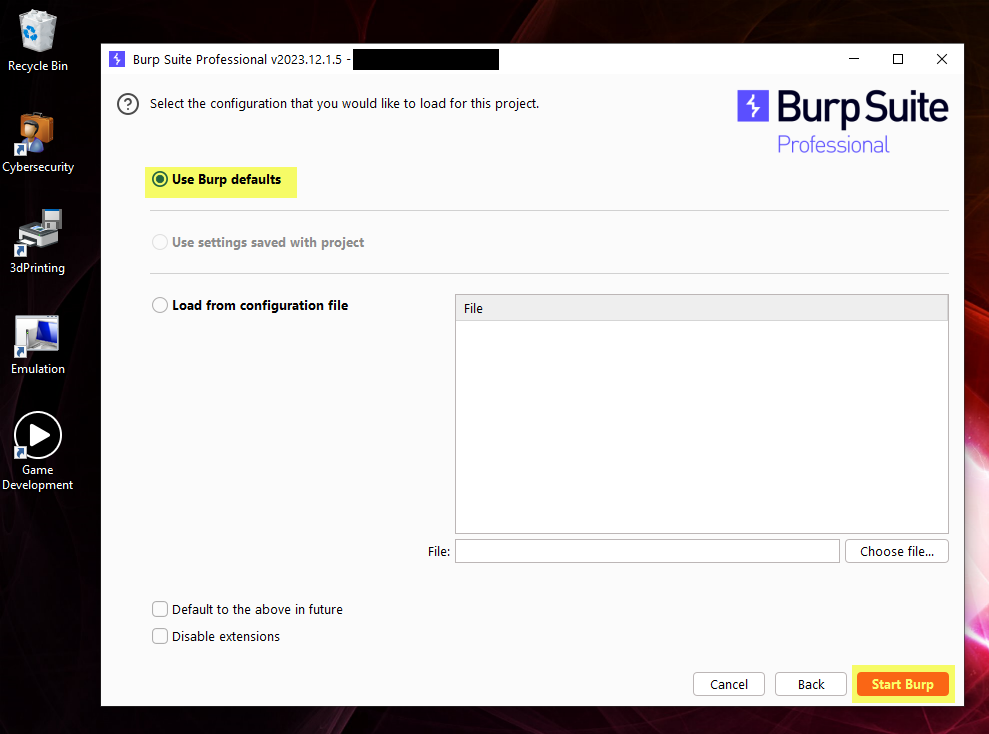 Recycle Bin
Cybersecurity
3dPrinting
Emulation
Game
Development
Burp Suite Professional v2023.12.1.5 -
? Select the configuration that you would like to load for this project.
Burp Suite
Professional
Use Burp defaults
Use settings saved with project
Load from configuration file
File
File:
Choose file...
Default to the above in future
Disable extensions
Cancel
Back
Start Burp